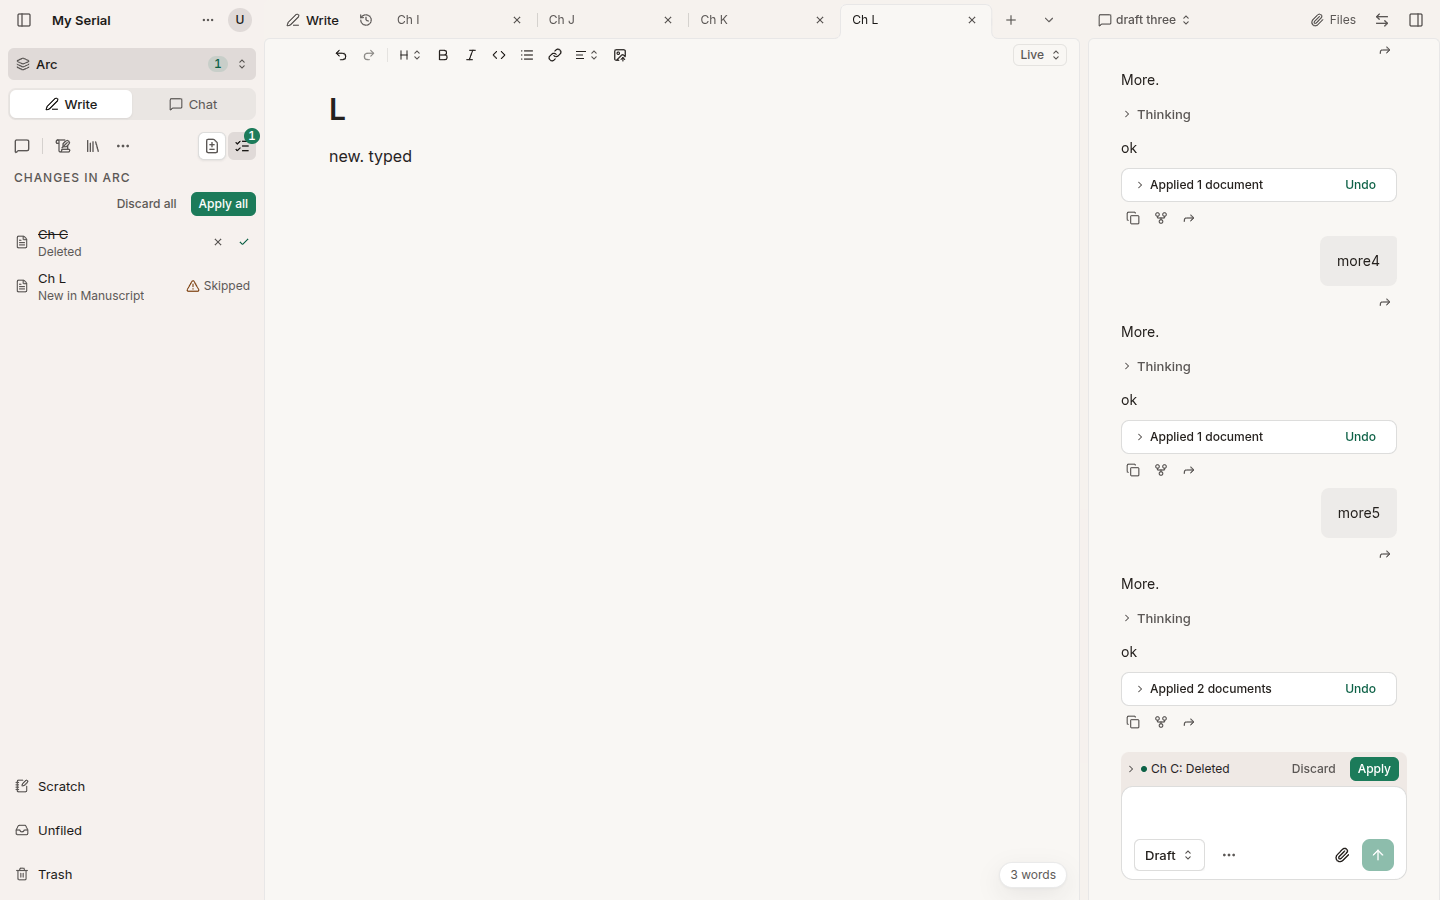 My Serial
U
Arc
1
Write
Chat
1
CHANGES IN ARC
Discard all
Apply all
Ch C
Deleted
Ch L
New in Manuscript
Skipped
Scratch
Unfiled
Trash
Write
Ch I
Ch J
Ch K
Ch L
H
B
I
Live
L
new. typed
3 words
draft three
Files
More.
Thinking
ok
Applied 1 document
Undo
more4
More.
Thinking
ok
Applied 1 document
Undo
more5
More.
Thinking
ok
Applied 2 documents
Undo
Ch C: Deleted
Discard
Apply
Draft